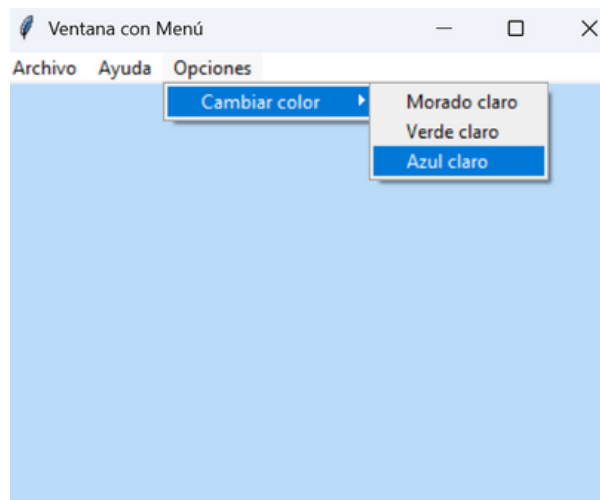 Ventana con Menú
Archivo Ayuda Opciones
Cambiar color
Morado claro
Verde claro
Azul claro